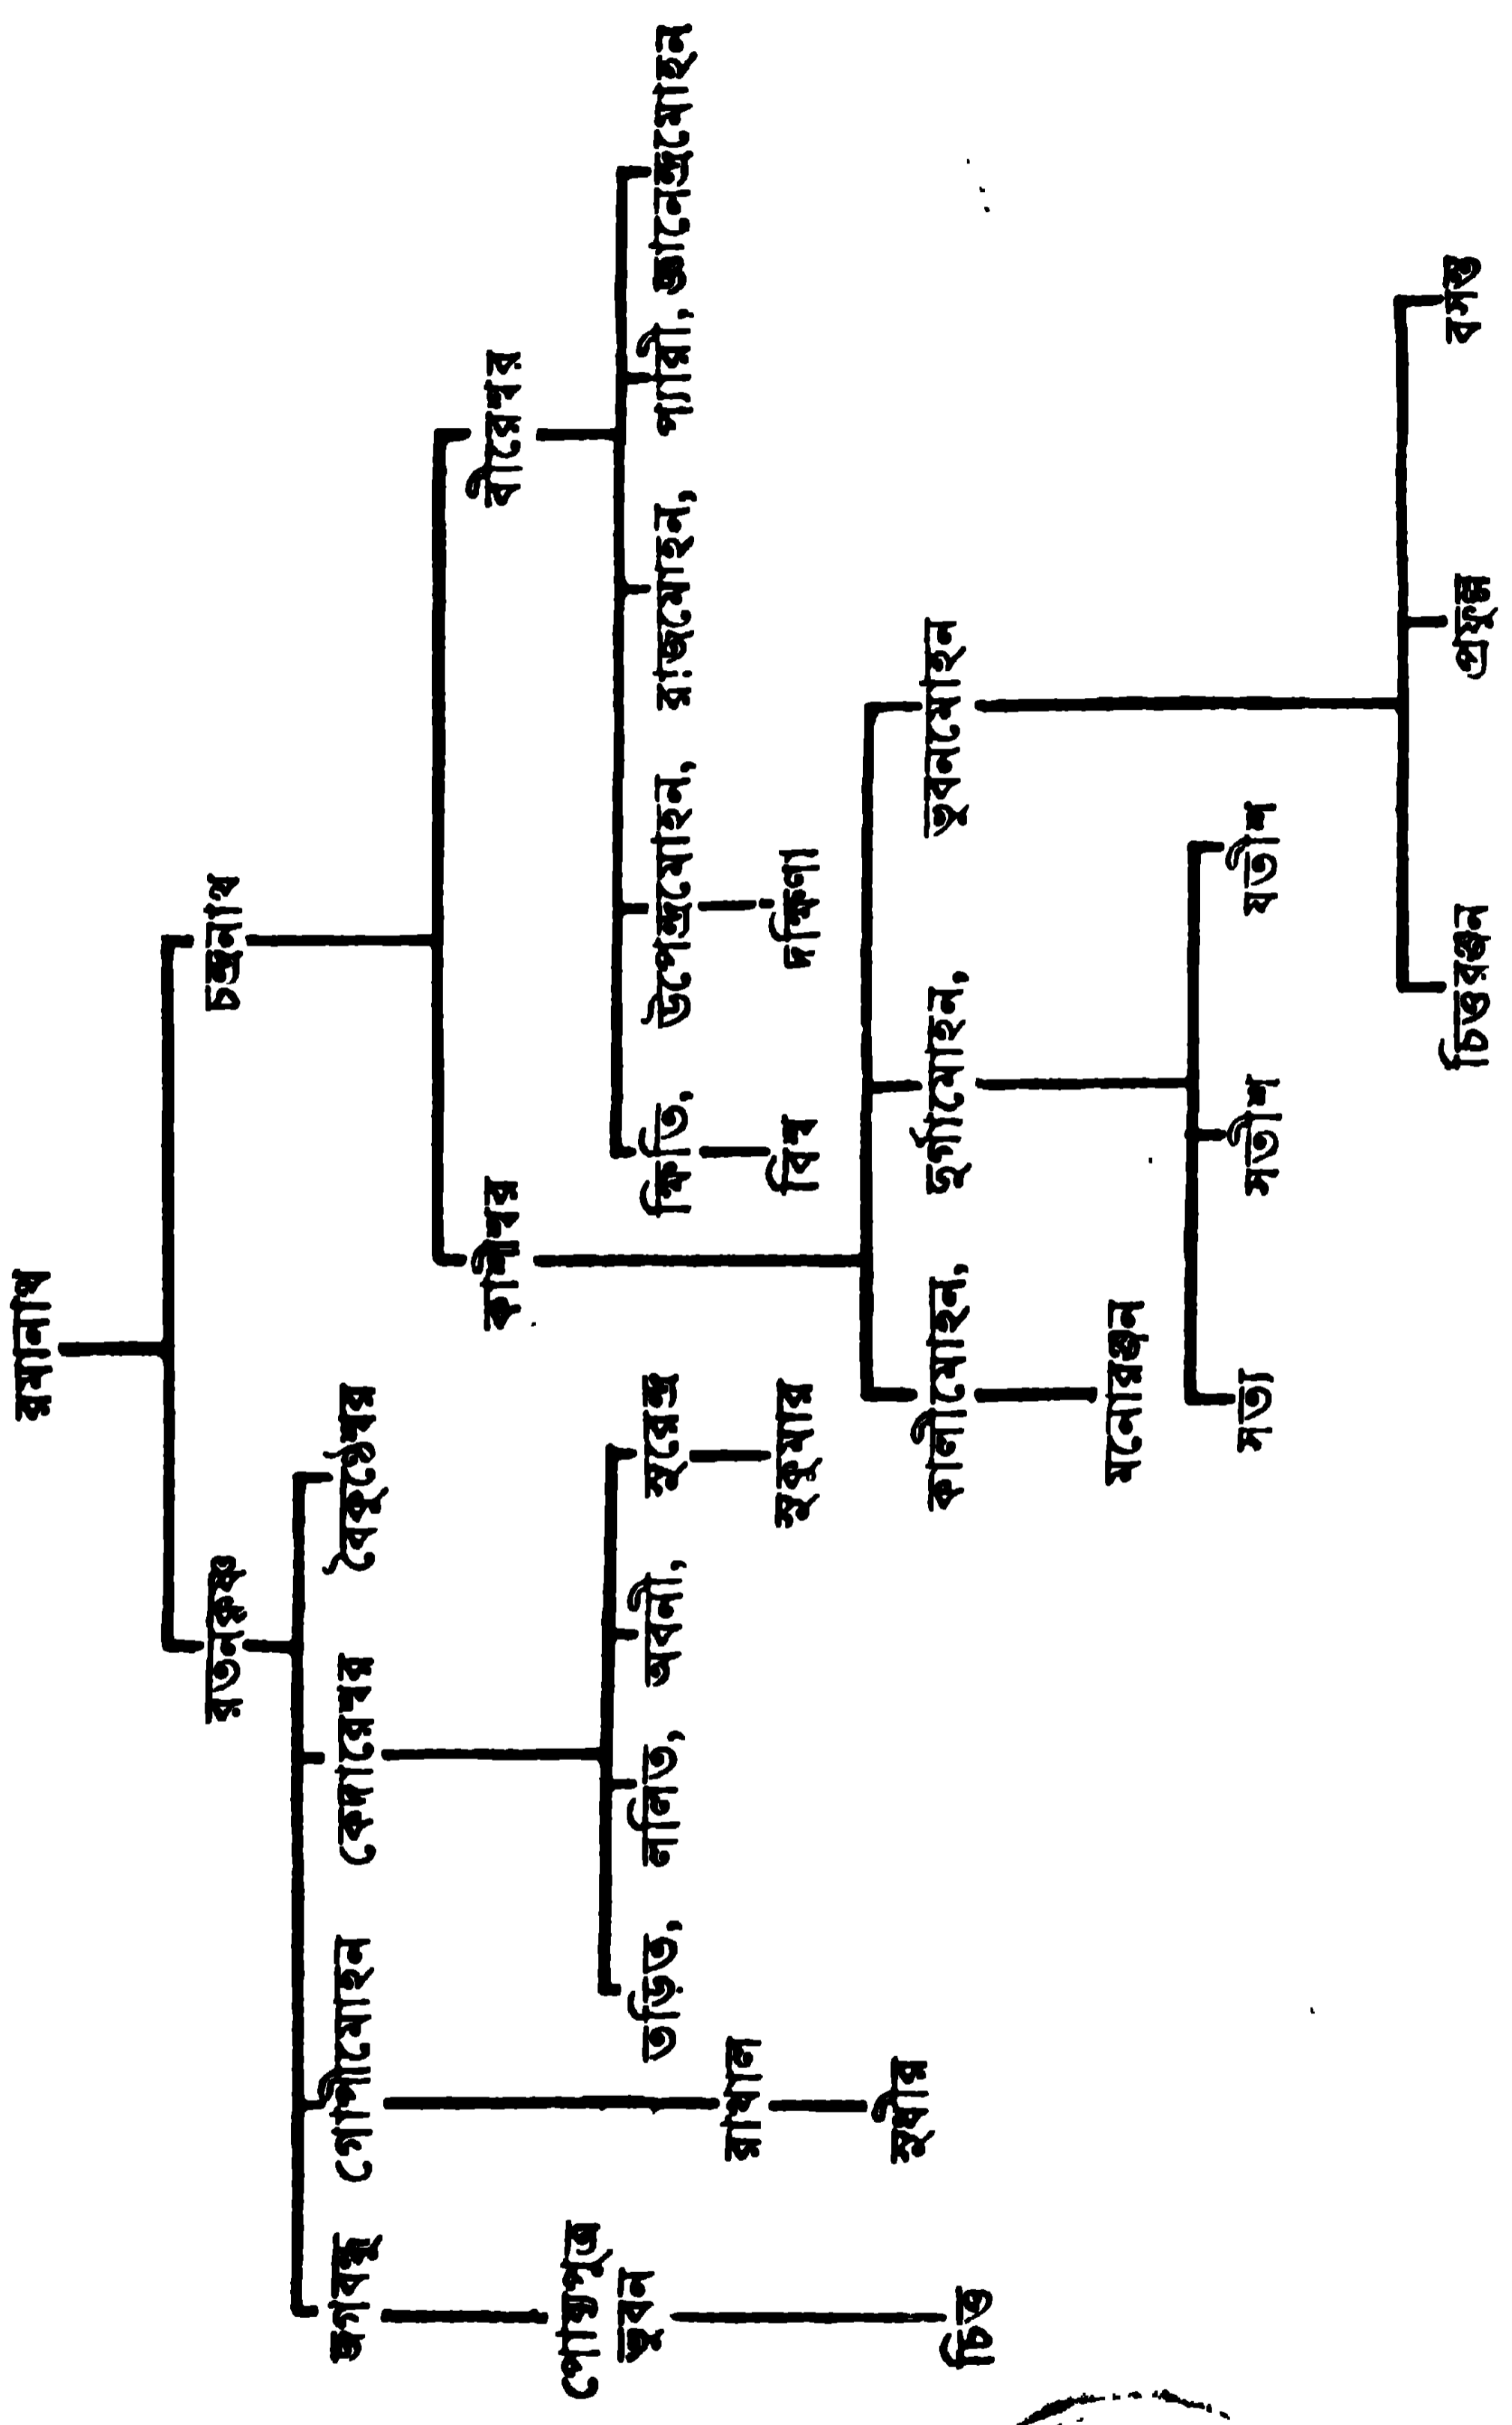 রমানাথ
রতনকৃষ্ণ চন্দ্রনাথ
জগবন্ধু গোপীমোহন কেদারেশ্বর বৈকুণ্ঠেশ্বর
কাশীশ্বর বীরেশ্বর
পোষ্যপুত্র
ভুবন
তড়িত, ললিত, অবনী, সুরেন্দ্র
ক্ষিতি, উপেন্দ্রমোহন, রাজমোহন, প্যারী, জ্ঞানেন্দ্রমোহন
রাখাল
সুকুমার
বিশ্ব দক্ষিণা
সুধীর
চিত্ত
কালীমোহন, দুর্গামোহন, ভুবনমোহন
মনোরঞ্জন
সত্য সতীশ যতীশ
চিত্তরঞ্জন প্রফুল্ল বসন্ত